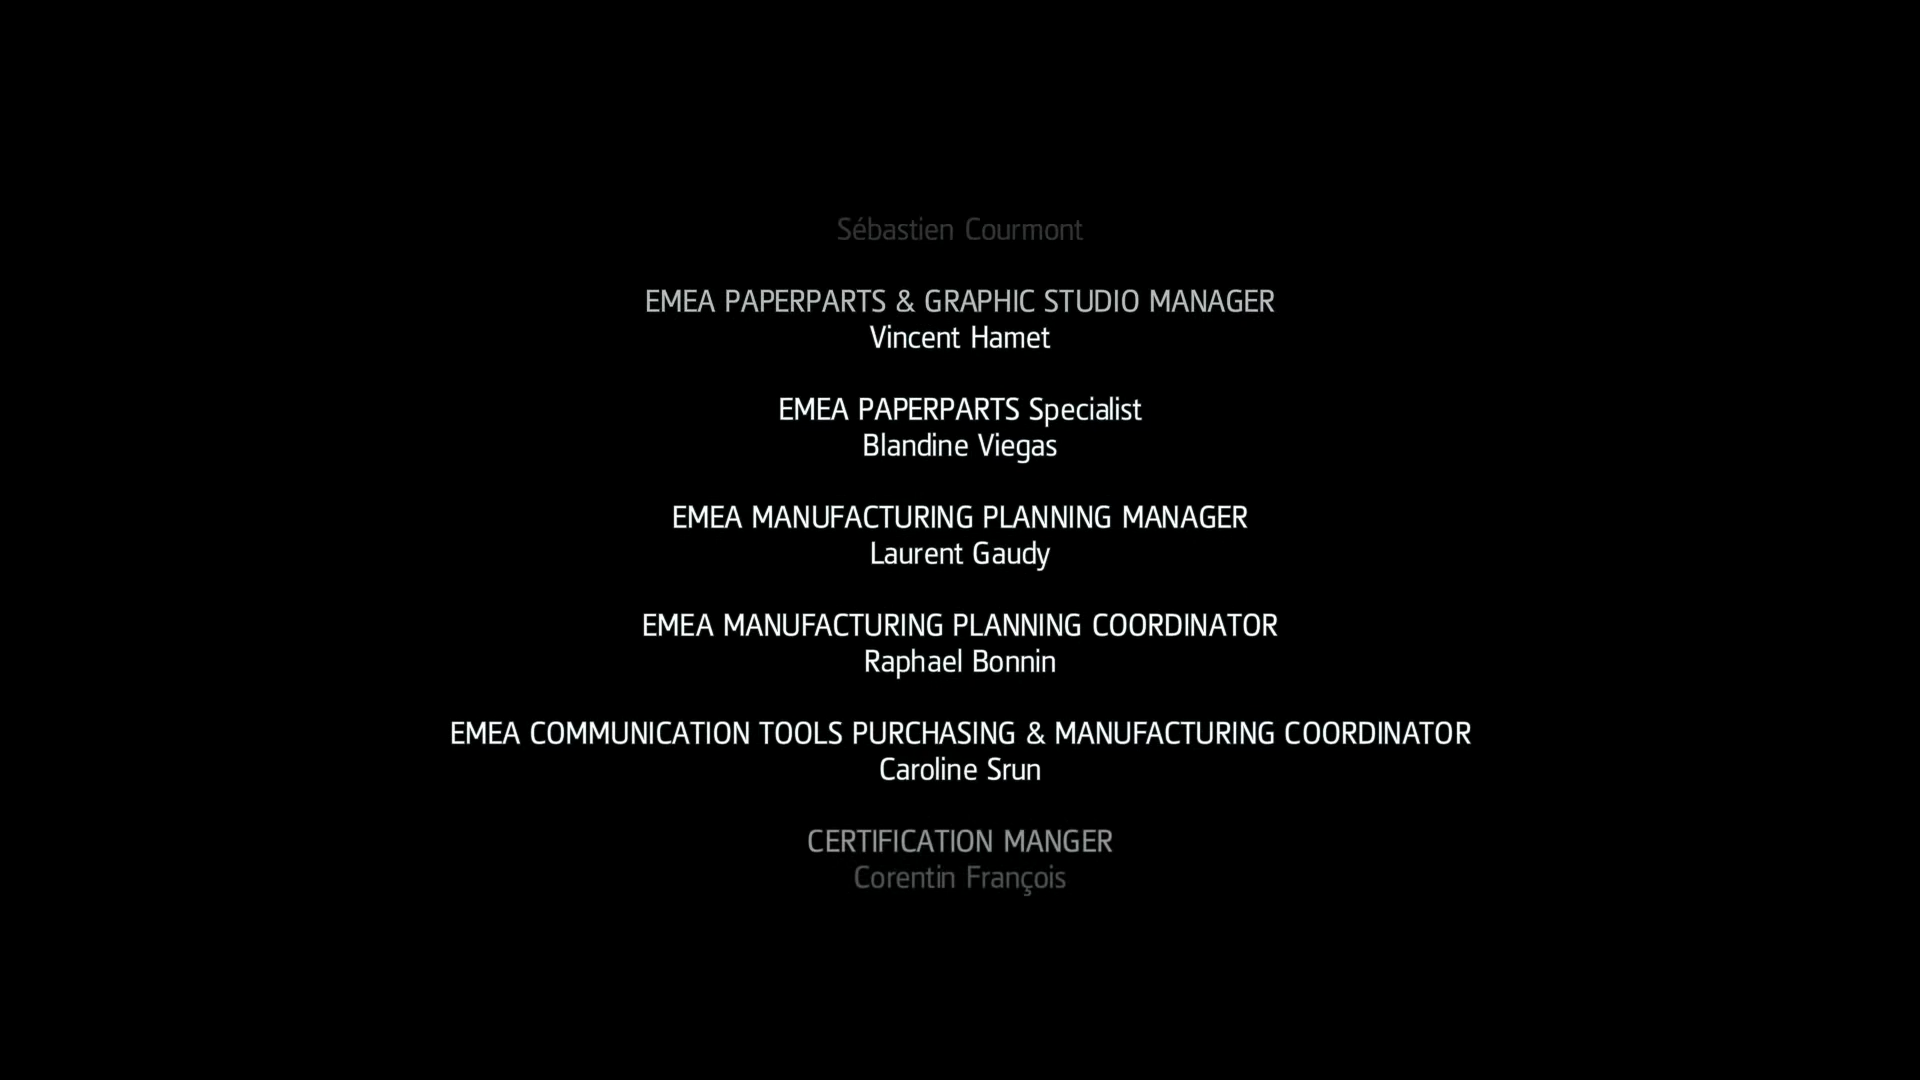 Sébastien Courmont
EMEA PAPERPARTS & GRAPHIC STUDIO MANAGER
Vincent Hamet
EMEA PAPERPARTS Specialist
Blandine Viegas
EMEA MANUFACTURING PLANNING MANAGER
Laurent Gaudy
EMEA MANUFACTURING PLANNING COORDINATOR
Raphael Bonnin
EMEA COMMUNICATION TOOLS PURCHASING & MANUFACTURING COORDINATOR
Caroline Srun
CERTIFICATION MANGER
Corentin François